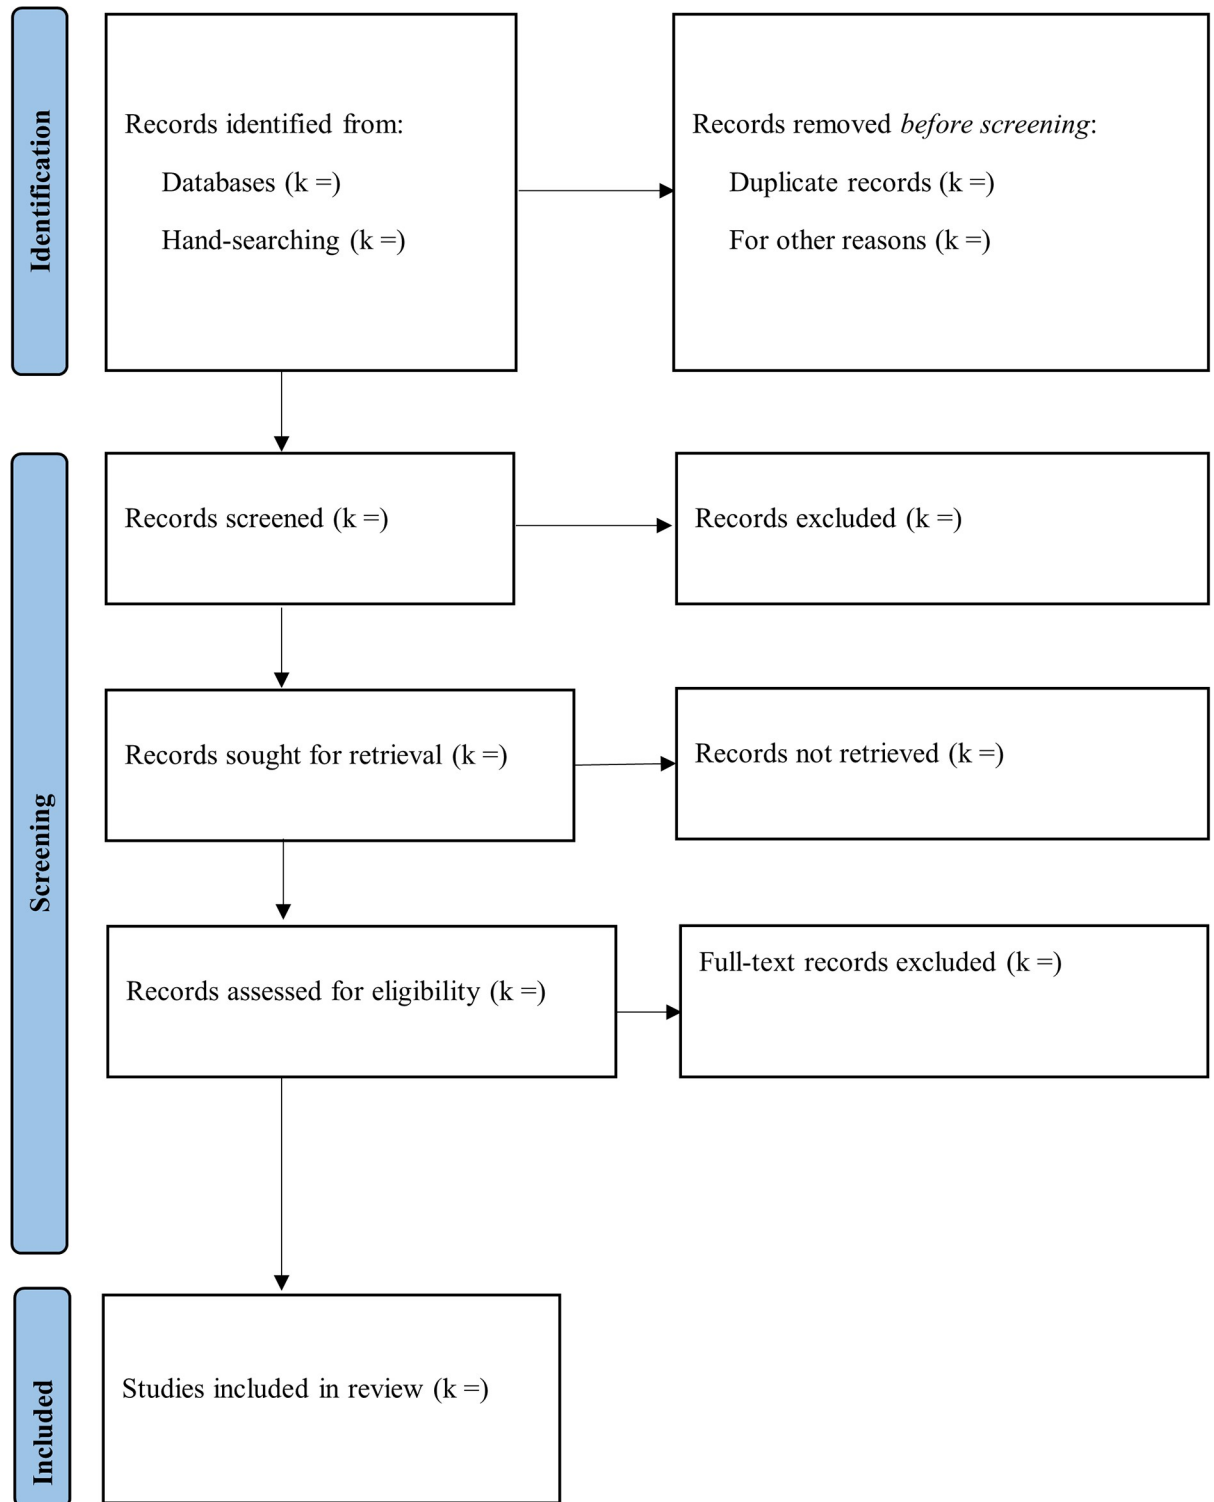 Identification
Records identified from:
Databases (k =)
Hand-searching (k =)
Records removed before screening:
Duplicate records (k =)
For other reasons (k =)
Screening
Records screened (k =)
Records excluded (k =)
Records sought for retrieval (k =)
Records not retrieved (k =)
Records assessed for eligibility (k =)
Full-text records excluded (k =)
Included
Studies included in review (k =)